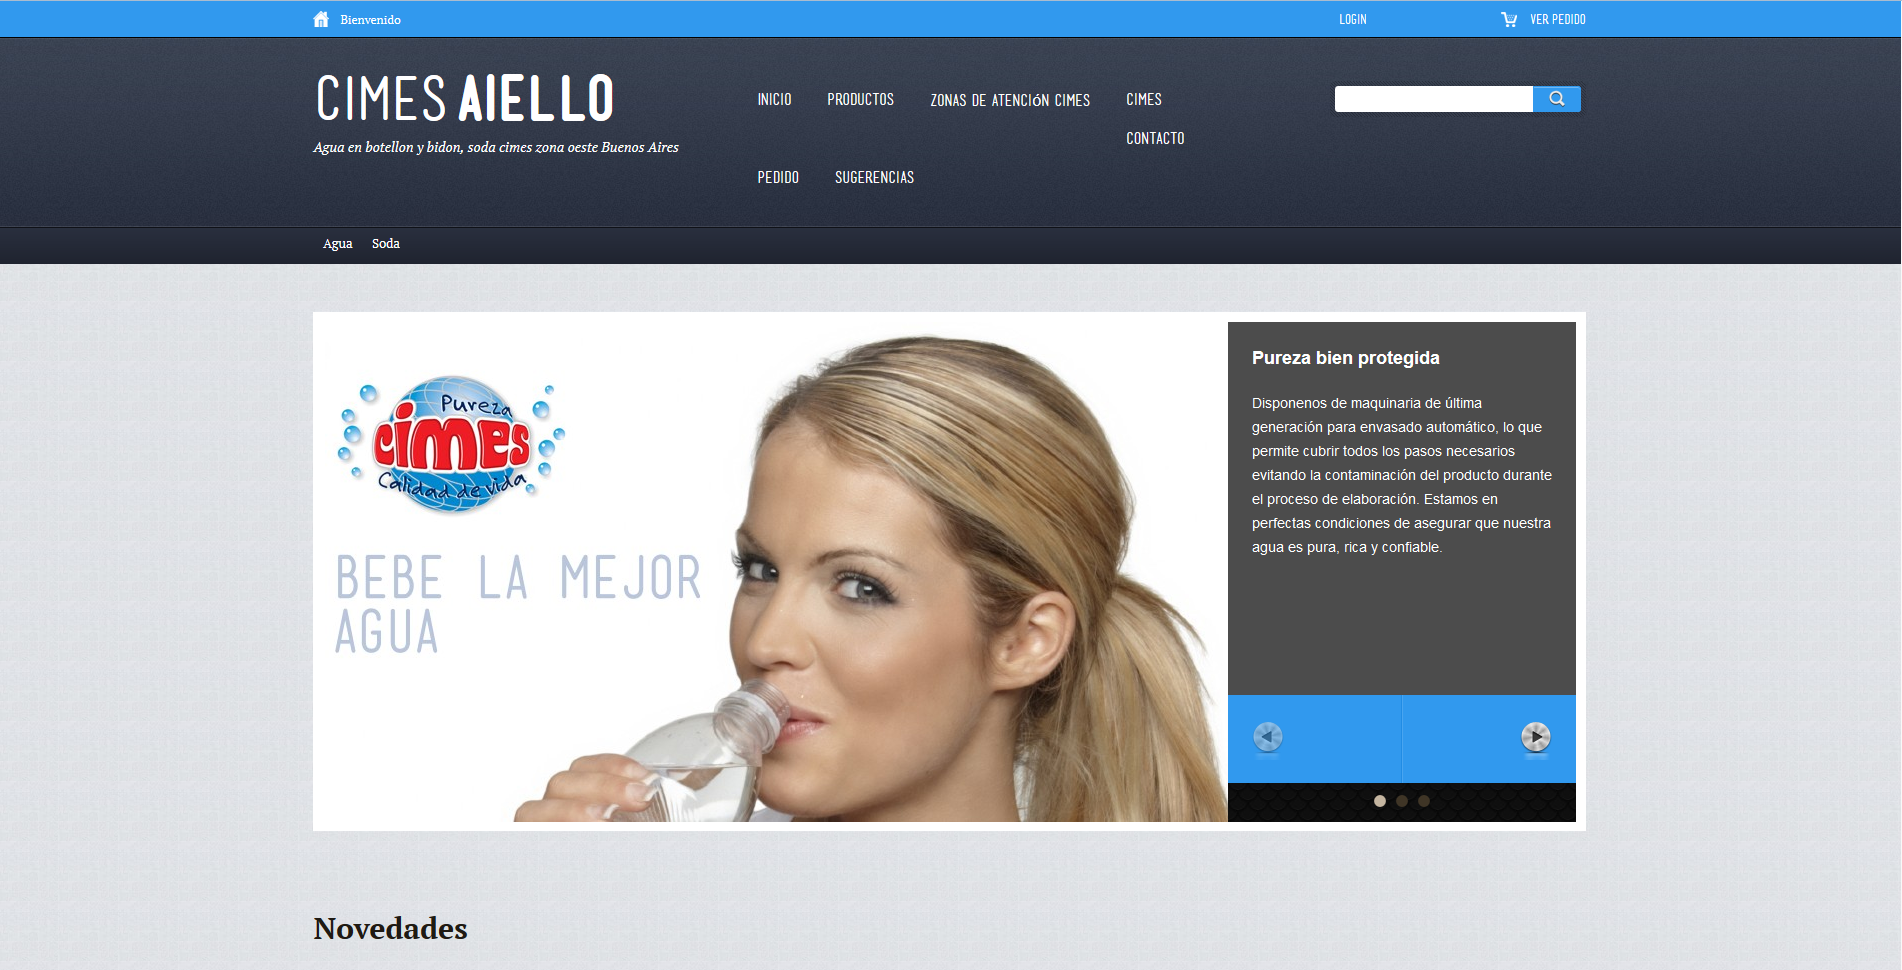 Bienvenido
LOGIN
VER PEDIDO
CIMES AIELLO
Agua en botellon y bidon, soda cimes zona oeste Buenos Aires
INICIO
PRODUCTOS
ZONAS DE ATENCIÓN CIMES
CIMES
CONTACTO
PEDIDO
SUGERENCIAS
Agua
Soda
Pureza
cimes
Calidad de vida
BEBE LA MEJOR
AGUA
Pureza bien protegida
Disponenos de maquinaria de última
generación para envasado automático, lo que
permite cubrir todos los pasos necesarios
evitando la contaminación del producto durante
el proceso de elaboración. Estamos en
perfectas condiciones de asegurar que nuestra
agua es pura, rica y confiable.
Novedades